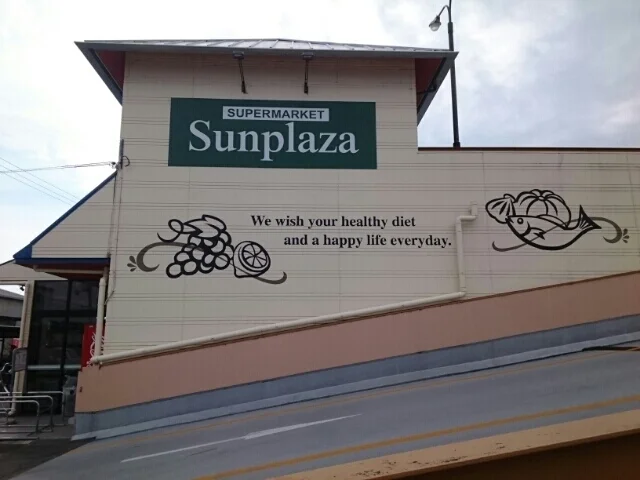 SUPERMARKET
Sunplaza
We wish your healthy diet
and a happy life everyday.